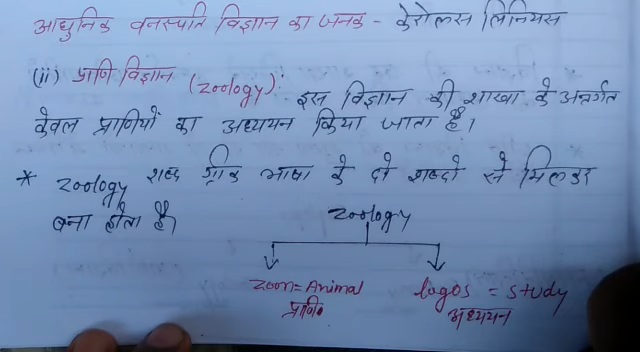 आधुनिक वनस्पति विज्ञान का जनक - केरोलस लिनियस
(ii) प्राणि विज्ञान (Zoology): इस विज्ञान की शाखा के अन्तर्गत
केवल प्राणियों का अध्ययन किया जाता है।
* Zoology शब्द ग्रीक भाषा के दो शब्दो से मिलकर
बना होता है।
Zoology
Zoon = Animal logos = study
प्राणि अध्ययन